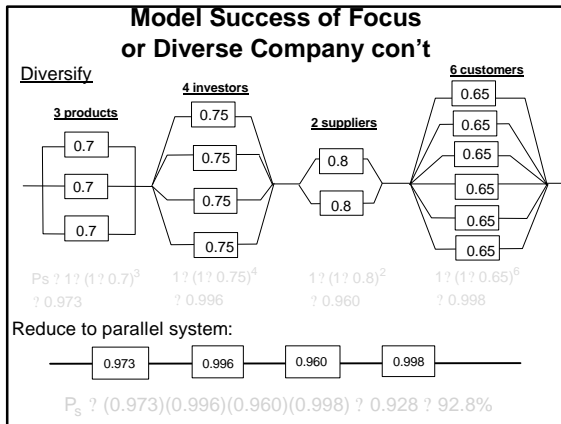 Model Success of Focus
or Diverse Company con't
Diversify
3 products
4 investors
2 suppliers
6 customers
0.7
0.7
0.7
0.75
0.75
0.75
0.75
0.8
0.8
0.65
0.65
0.65
0.65
0.65
0.65
Ps ? 1? (1? 0.7)³
? 0.973
1? (1? 0.75)⁴
? 0.996
1? (1? 0.8)²
? 0.960
1? (1? 0.65)⁶
? 0.998
Reduce to parallel system:
0.973 0.996 0.960 0.998
Pₛ ? (0.973)(0.996)(0.960)(0.998) ? 0.928 ? 92.8%